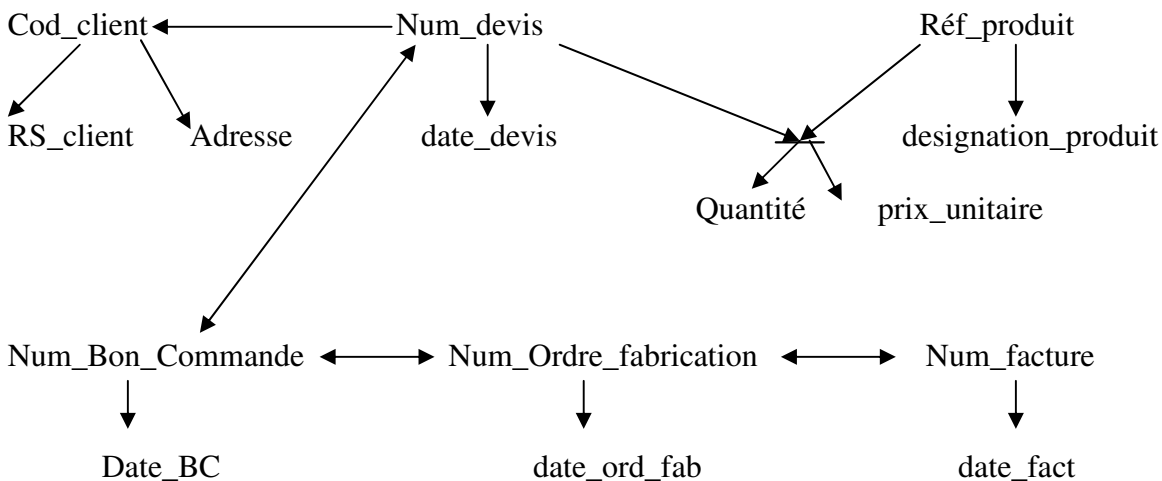 Cod_client Num_devis Réf_produit
RS_client Adresse date_devis designation_produit
Quantité prix_unitaire
Num_Bon_Commande Num_Ordre_fabrication Num_facture
Date_BC date_ord_fab date_fact